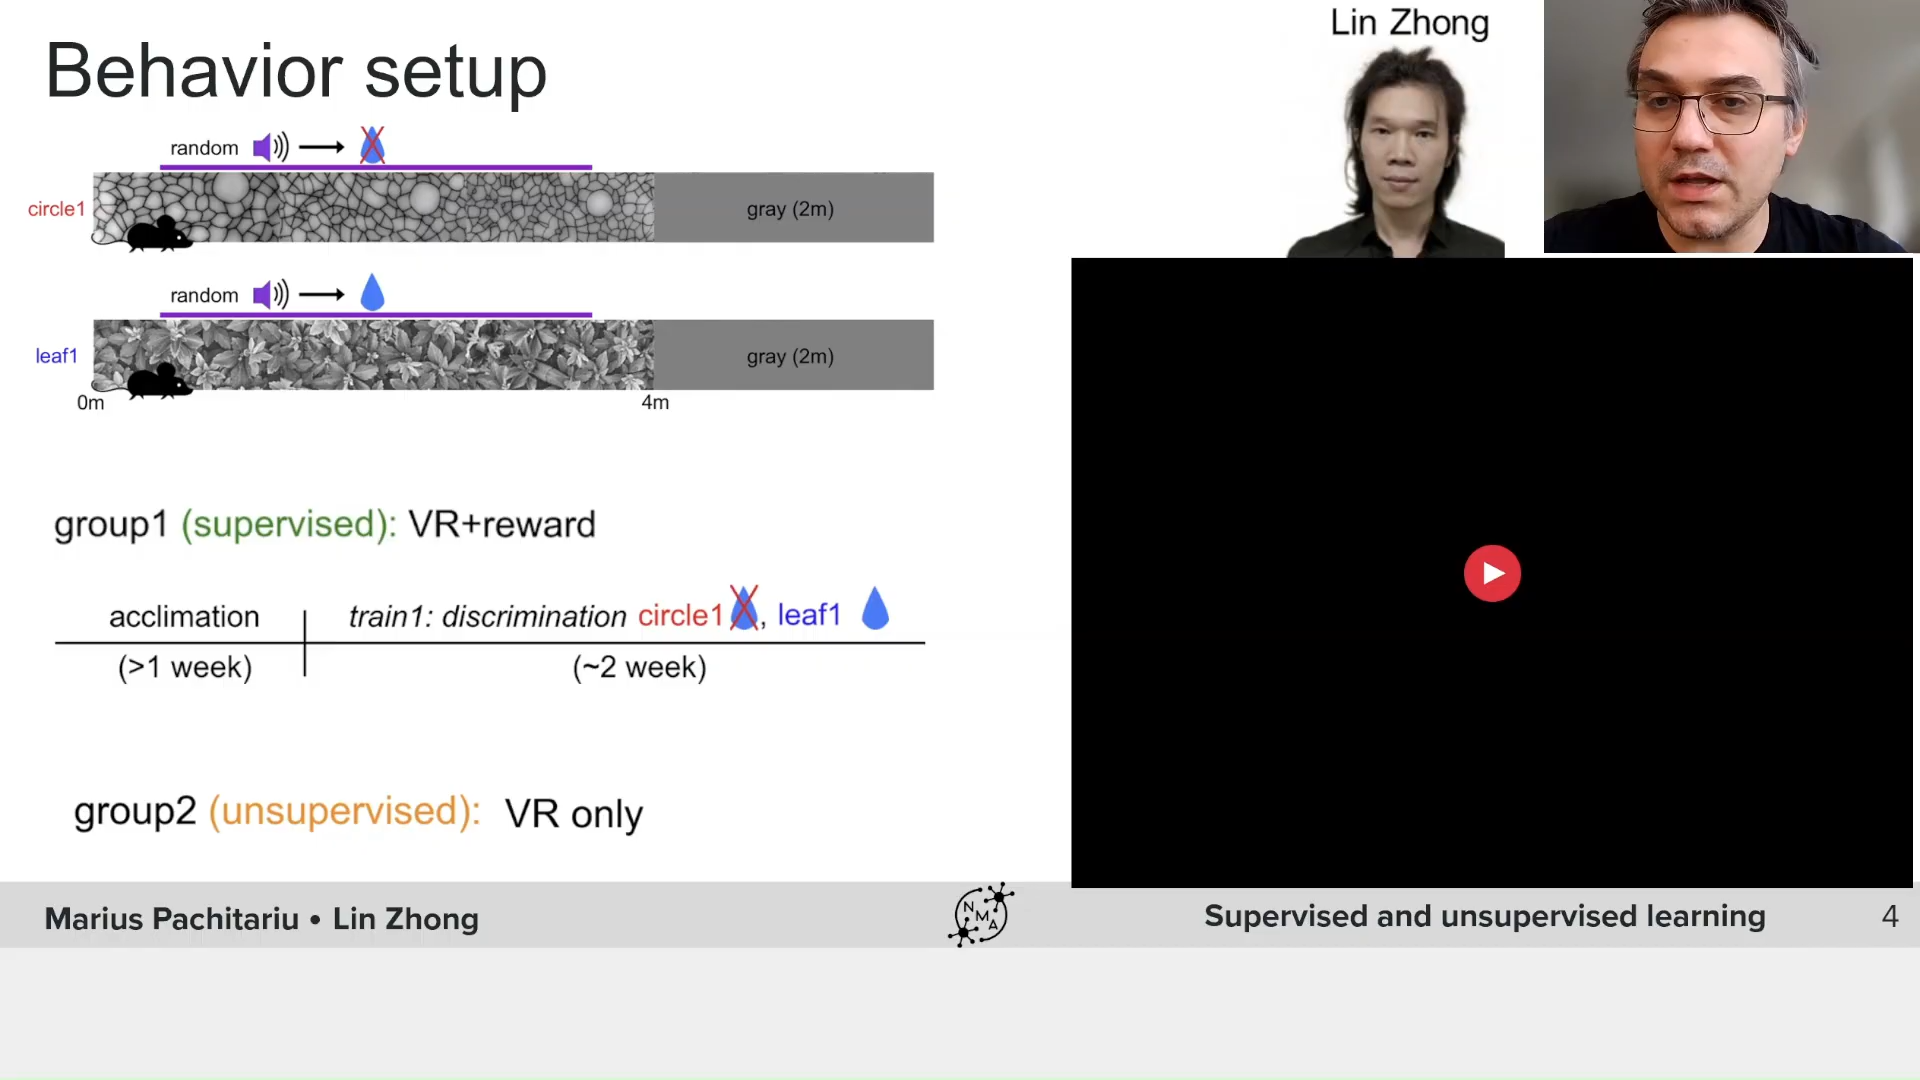 Behavior setup
Lin Zhong
random
circle1
gray (2m)
random
leaf1
gray (2m)
0m
4m
group1 (supervised): VR+reward
acclimation
train1: discrimination circle1, leaf1
(>1 week)
(~2 week)
group2 (unsupervised): VR only
Marius Pachitariu • Lin Zhong
NMA
Supervised and unsupervised learning
4